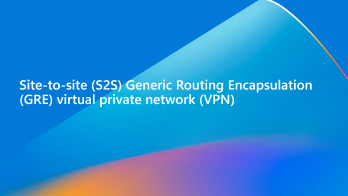 Site-to-site (S2S) Generic Routing Encapsulation
(GRE) virtual private network (VPN)